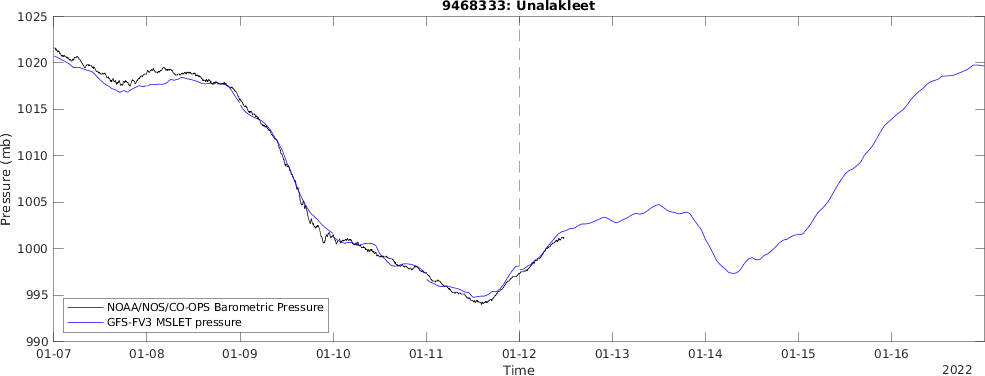 9468333: Unalakleet
1025
1020
1015
1010
1005
1000
995
990
Pressure (mb)
NOAA/NOS/CO-OPS Barometric Pressure
GFS-FV3 MSLET pressure
01-07 01-08 01-09 01-10 01-11 01-12 01-13 01-14 01-15 01-16
Time
2022